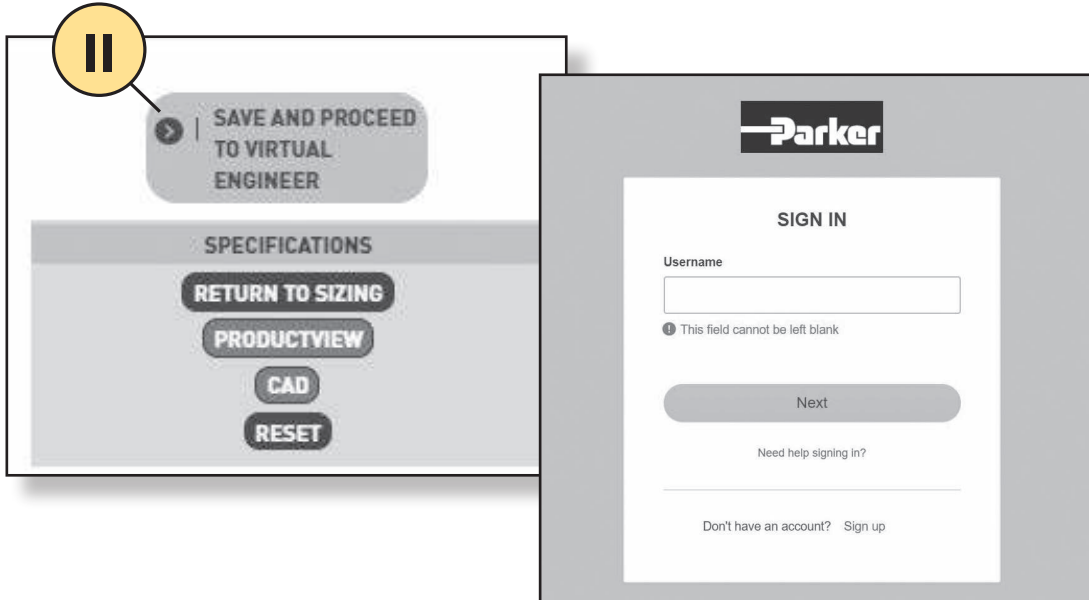 II
SAVE AND PROCEED
TO VIRTUAL
ENGINEER
SPECIFICATIONS
RETURN TO SIZING
PRODUCTVIEW
CAD
RESET
Parker
SIGN IN
Username
This field cannot be left blank
Next
Need help signing in?
Don't have an account? Sign up